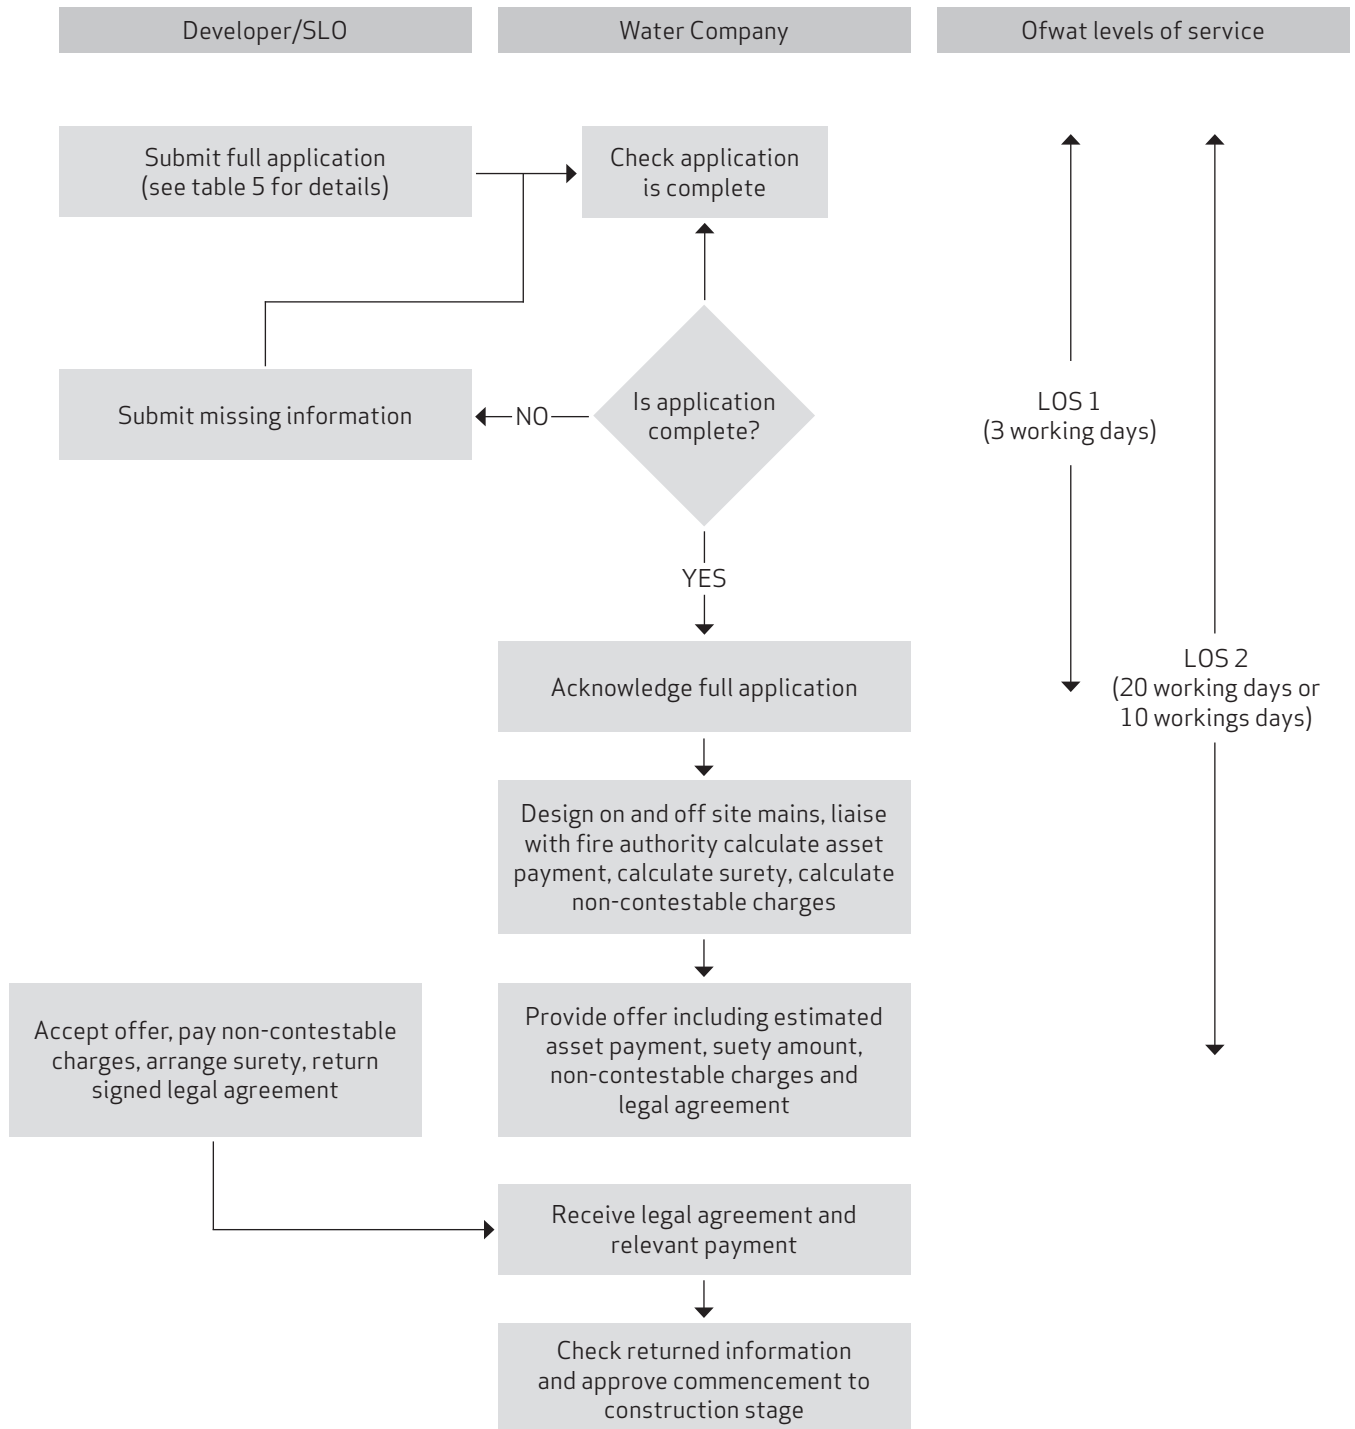 Developer/SLO
Water Company
Ofwat levels of service
Submit full application
(see table 5 for details)
Check application
is complete
Submit missing information
NO
Is application
complete?
LOS 1
(3 working days)
YES
Acknowledge full application
LOS 2
(20 working days or
10 workings days)
Design on and off site mains, liaise
with fire authority calculate asset
payment, calculate surety, calculate
non-contestable charges
Accept offer, pay non-contestable
charges, arrange surety, return
signed legal agreement
Provide offer including estimated
asset payment, suety amount,
non-contestable charges and
legal agreement
Receive legal agreement and
relevant payment
Check returned information
and approve commencement to
construction stage